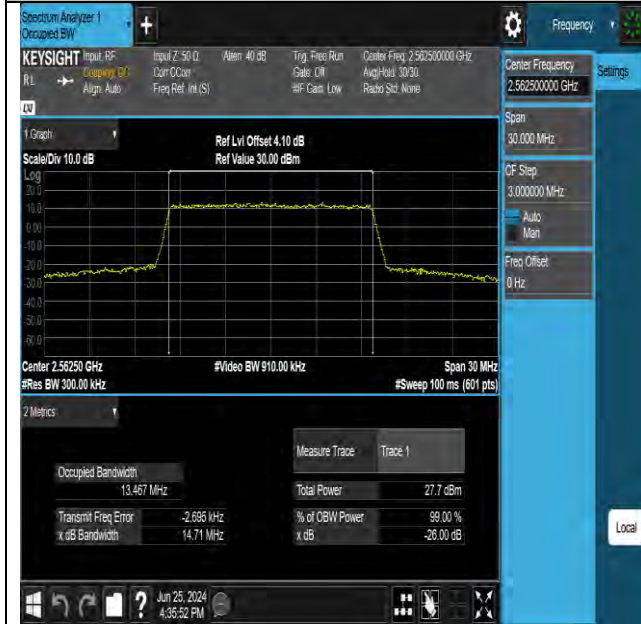 Spectrum Analyzer 1
Occupied BW
+
Frequency
KEYSIGHT Input: RF
R L Coupling: DC
Align: Auto
Input Z: 50 Ω
Corr CCorr
Freq Ref: Int (S)
Atten: 40 dB
Trig: Free Run
Gate: Off
#IF Gain: Low
Center Freq: 2.562500000 GHz
Avg|Hold: 30/30
Radio Std: None
LXI
Center Frequency
2.562500000 GHz
Settings
Span
30.000 MHz
CF Step
3.000000 MHz
Auto
Man
Freq Offset
0 Hz
1 Graph
Ref Lvl Offset 4.10 dB
Scale/Div 10.0 dB
Ref Value 30.00 dBm
Log
20.0
10.0
0.00
-10.0
-20.0
-30.0
-40.0
-50.0
-60.0
Center 2.56250 GHz
#Video BW 910.00 kHz
Span 30 MHz
#Res BW 300.00 kHz
#Sweep 100 ms (601 pts)
2 Metrics
Measure Trace Trace 1
Occupied Bandwidth
13.467 MHz
Total Power 27.7 dBm
Transmit Freq Error -2.695 kHz
% of OBW Power 99.00 %
x dB Bandwidth 14.71 MHz
x dB -26.00 dB
Local
?
Jun 25, 2024
4:35:52 PM